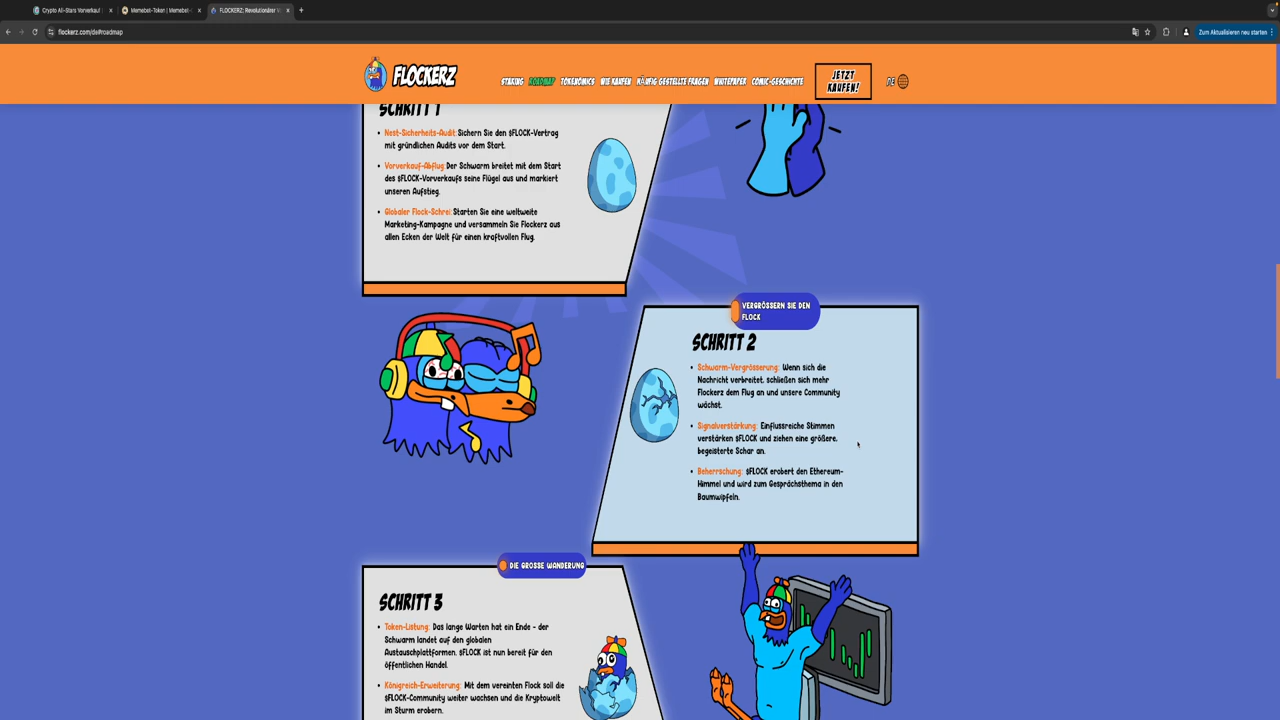 Crypto All-Stars Vorverkauf
Memebet-Token | Memebet-
FLOCKERZ: Revolutionärer V
flockerz.com/de#roadmap
Zum Aktualisieren neu starten
FLOCKERZ
STAKING ROADMAP TOKENOMICS WIE KAUFEN HÄUFIG GESTELLTE FRAGEN WHITEPAPER COMIC-GESCHICHTE
JETZT
KAUFEN!
DE
SCHRITT 1
• Nest-Sicherheits-Audit: Sichern Sie den $FLOCK-Vertrag
mit gründlichen Audits vor dem Start.
• Vorverkauf-Abflug Der Schwarm breitet mit dem Start
des $FLOCK-Vorverkaufs seine Flügel aus und markiert
unseren Aufstieg.
• Globaler Flock-Schrei: Starten Sie eine weltweite
Marketing-Kampagne und versammeln Sie Flockerz aus
allen Ecken der Welt für einen kraftvollen Flug.
VERGRÖSSERN SIE DEN
FLOCK
SCHRITT 2
• Schwarm-Vergrösserung: Wenn sich die
Nachricht verbreitet, schließen sich mehr
Flockerz dem Flug an und unsere Community
wächst.
• Signalverstärkung: Einflussreiche Stimmen
verstärken $FLOCK und ziehen eine größere,
begeisterte Schar an.
• Beherrschung: $FLOCK erobert den Ethereum-
Himmel und wird zum Gesprächsthema in den
Baumwipfeln.
DIE GROSSE WANDERUNG
SCHRITT 3
• Token-Listung: Das lange Warten hat ein Ende - der
Schwarm landet auf den globalen
Austauschplattformen. $FLOCK ist nun bereit für den
öffentlichen Handel.
• Königreich-Erweiterung: Mit dem vereinten Flock soll die
$FLOCK-Community weiter wachsen und die Kryptowelt
im Sturm erobern.